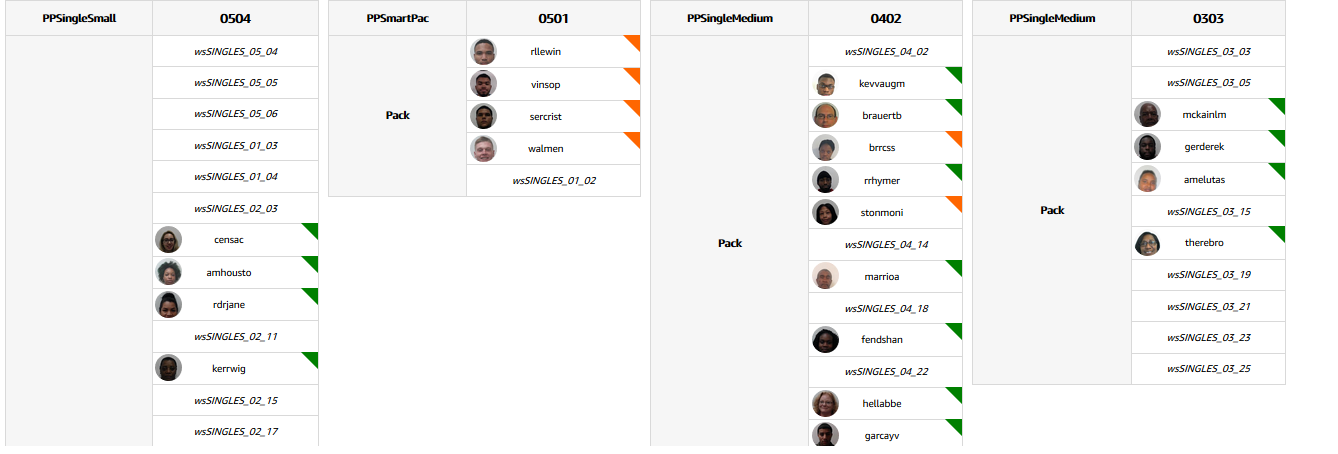 PPSingleSmall 0504
wsSINGLES_05_04
wsSINGLES_05_05
wsSINGLES_05_06
wsSINGLES_01_03
wsSINGLES_01_04
wsSINGLES_02_03
censac
amhousto
rdrjane
wsSINGLES_02_11
kerrwig
wsSINGLES_02_15
wsSINGLES_02_17
PPSmartPac 0501
Pack
rllewin
vinsop
sercrist
walmen
wsSINGLES_01_02
PPSingleMedium 0402
Pack
wsSINGLES_04_02
kevvaugm
brauertb
brrcss
rrhymer
stonmoni
wsSINGLES_04_14
marrioa
wsSINGLES_04_18
fendshan
wsSINGLES_04_22
hellabbe
garcayv
PPSingleMedium 0303
Pack
wsSINGLES_03_03
wsSINGLES_03_05
mckainlm
gerderek
amelutas
wsSINGLES_03_15
therebro
wsSINGLES_03_19
wsSINGLES_03_21
wsSINGLES_03_23
wsSINGLES_03_25